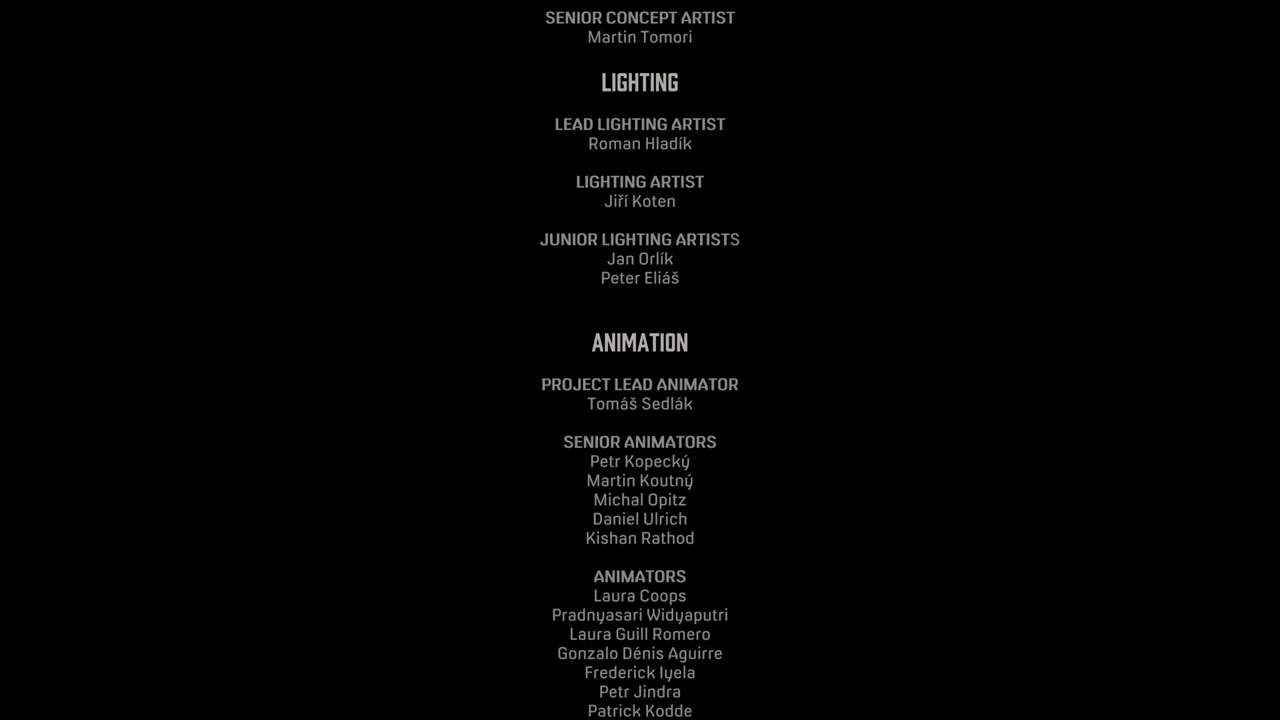 SENIOR CONCEPT ARTIST
Martin Tomori
LIGHTING
LEAD LIGHTING ARTIST
Roman Hladík
LIGHTING ARTIST
Jiří Koten
JUNIOR LIGHTING ARTISTS
Jan Orlík
Peter Eliáš
ANIMATION
PROJECT LEAD ANIMATOR
Tomáš Sedlák
SENIOR ANIMATORS
Petr Kopecký
Martin Koutný
Michal Opitz
Daniel Ulrich
Kishan Rathod
ANIMATORS
Laura Coops
Pradnyasari Widyaputri
Laura Guill Romero
Gonzalo Dénis Aguirre
Frederick Iyela
Petr Jindra
Patrick Kodde